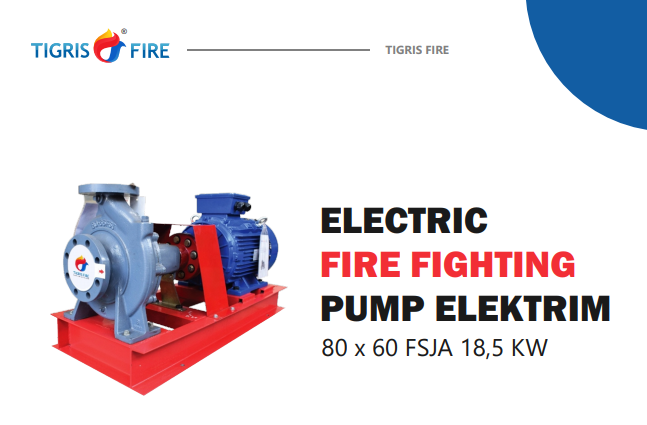 TIGRIS FIRE
TIGRIS FIRE
ELECTRIC
FIRE FIGHTING
PUMP ELEKTRIM
80 x 60 FSJA 18,5 KW